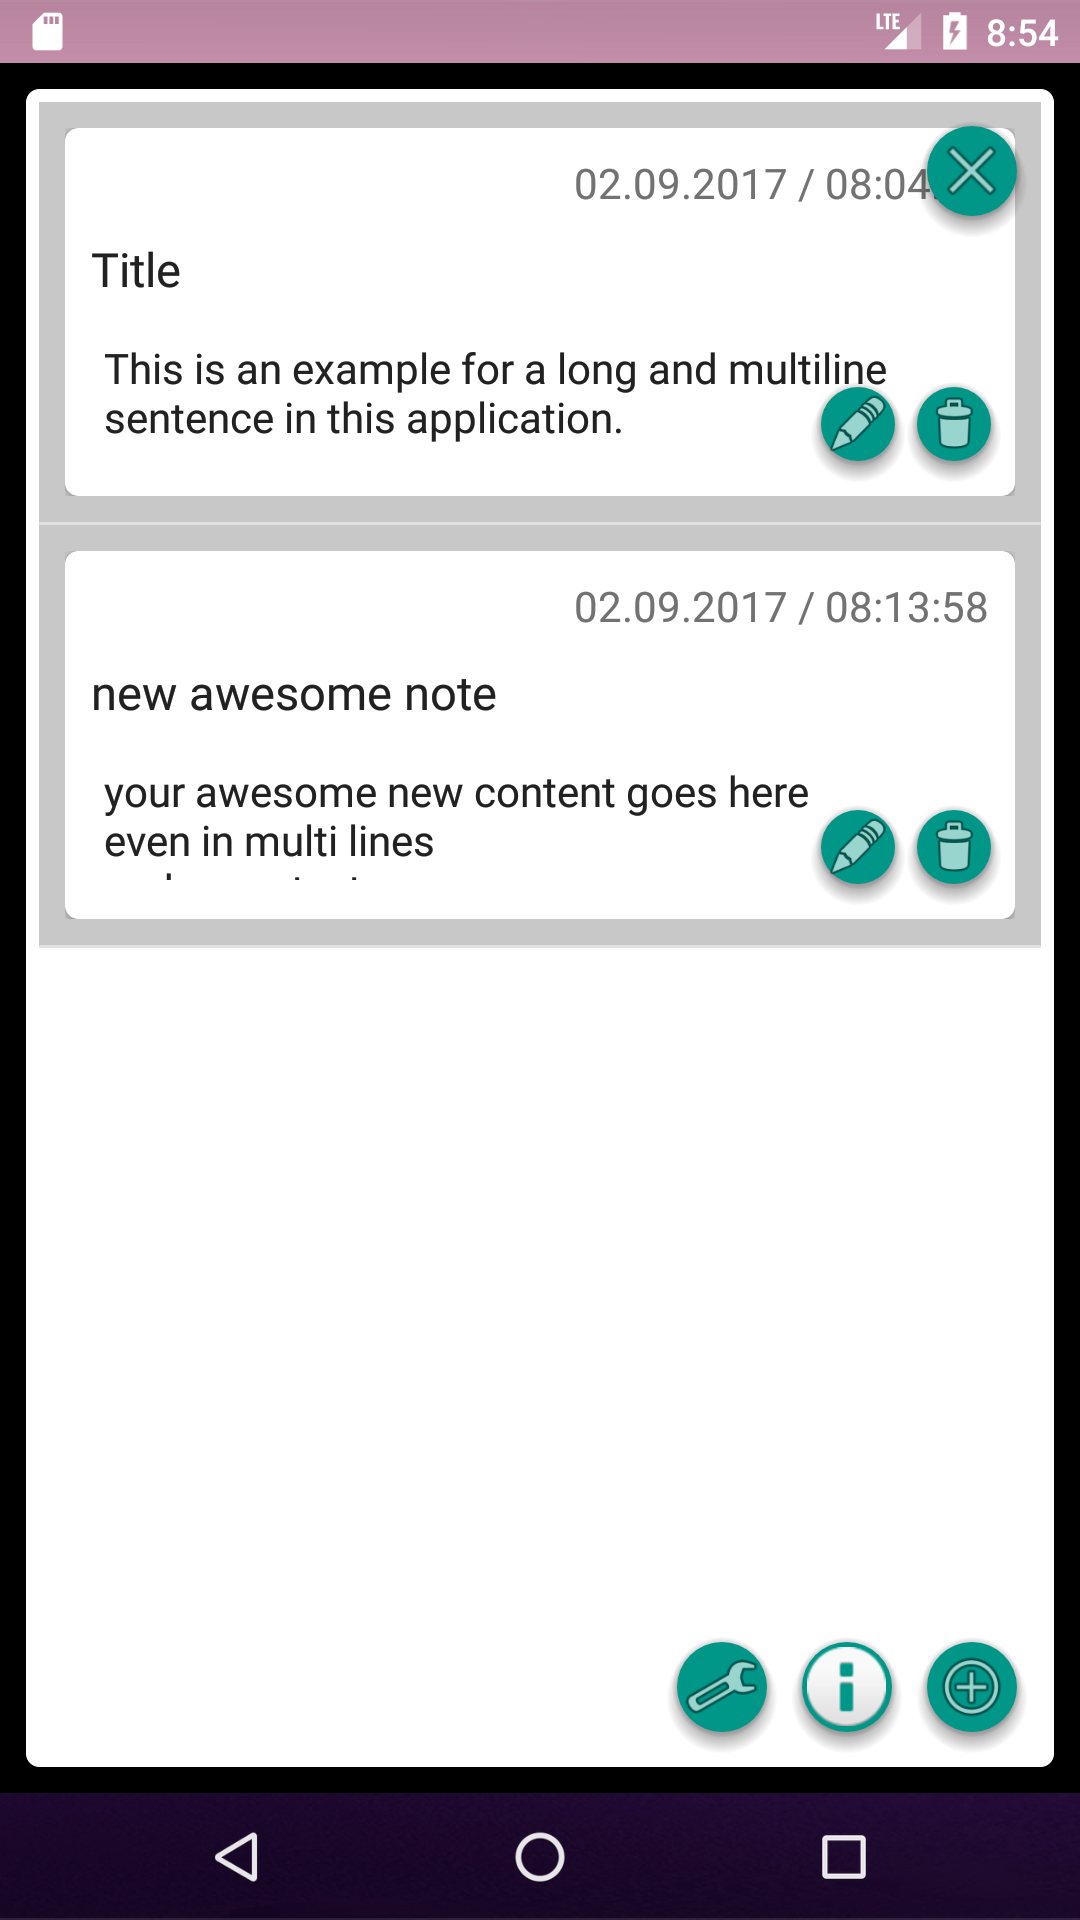 LTE 8:54
02.09.2017 / 08:04
Title
This is an example for a long and multiline
sentence in this application.
02.09.2017 / 08:13:58
new awesome note
your awesome new content goes here
even in multi lines